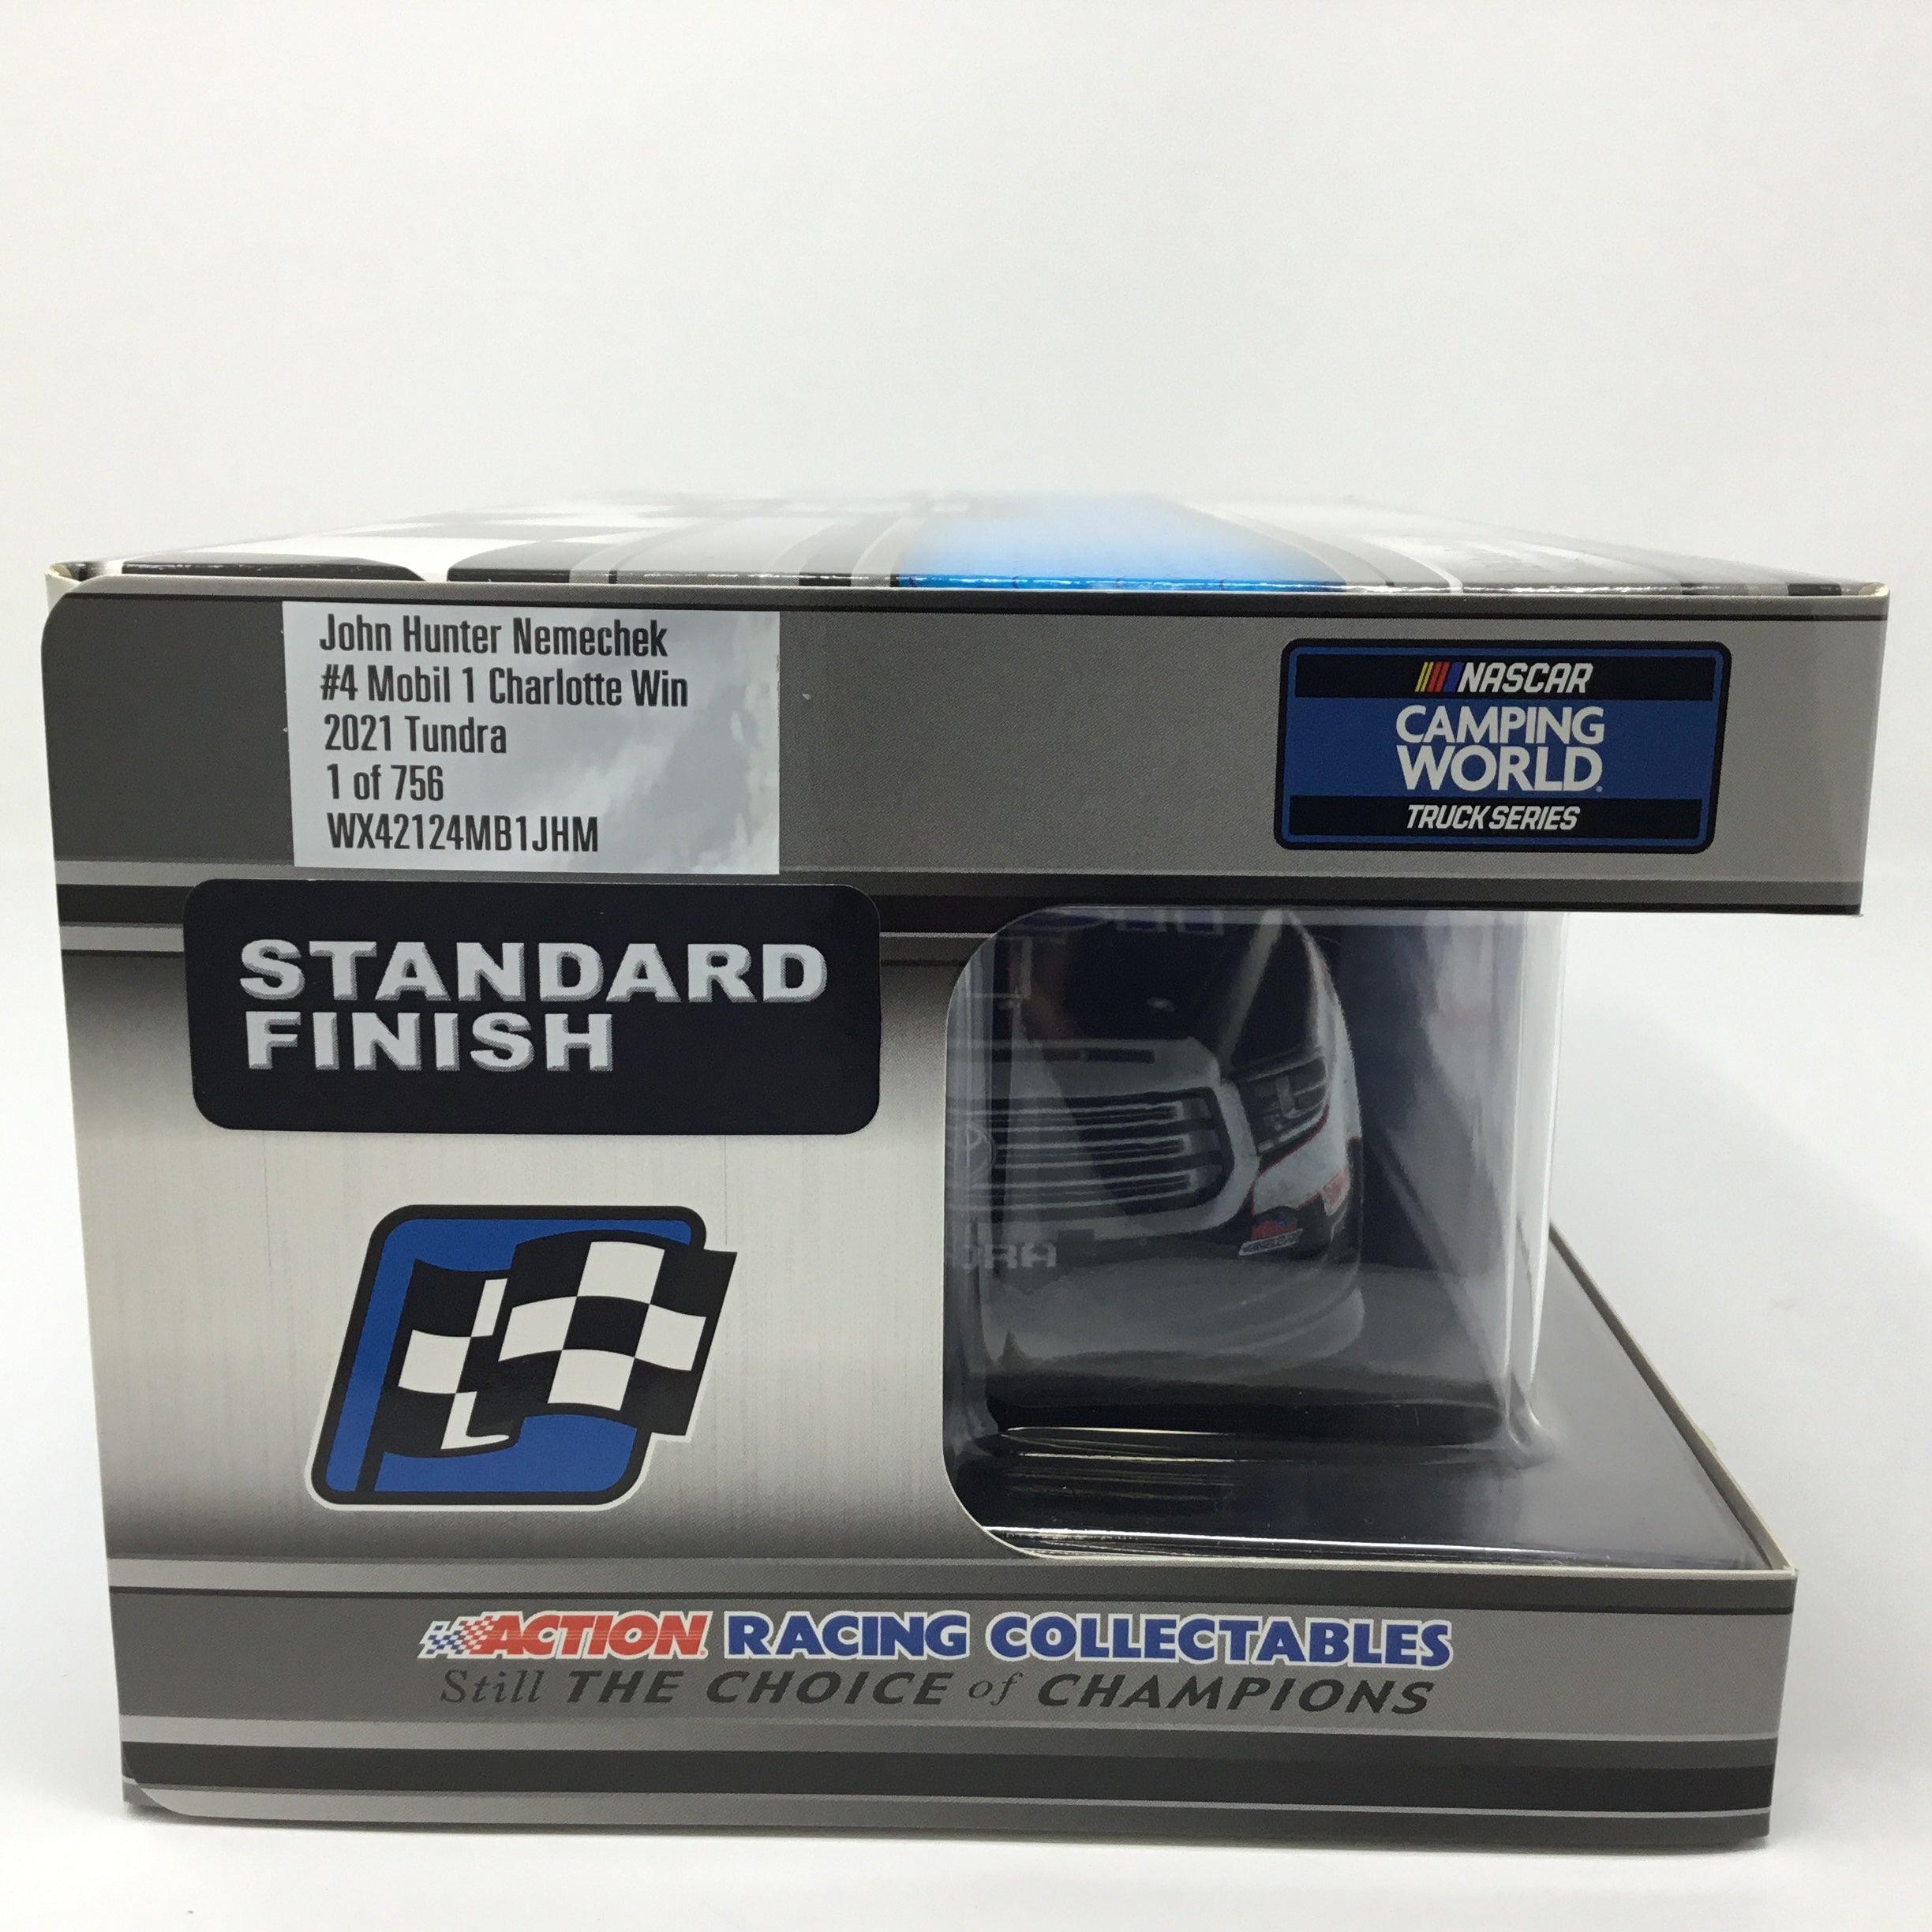 John Hunter Nemechek
#4 Mobil 1 Charlotte Win
2021 Tundra
1 of 756
WX42124MB1JHM
NASCAR
CAMPING
WORLD
TRUCK SERIES
STANDARD
FINISH
ACTION RACING COLLECTABLES
Still THE CHOICE of CHAMPIONS